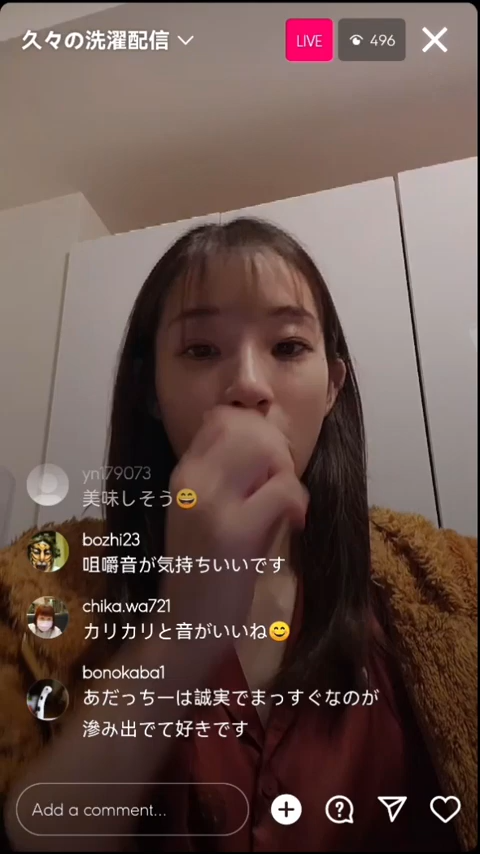 久々の洗濯配信
LIVE
496
yn179073
美味しそう😄
bozhi23
咀嚼音が気持ちいいです
chika.wa721
カリカリと音がいいね😊
bonokaba1
あだっちーは誠実でまっすぐなのが
滲み出でて好きです
Add a comment...